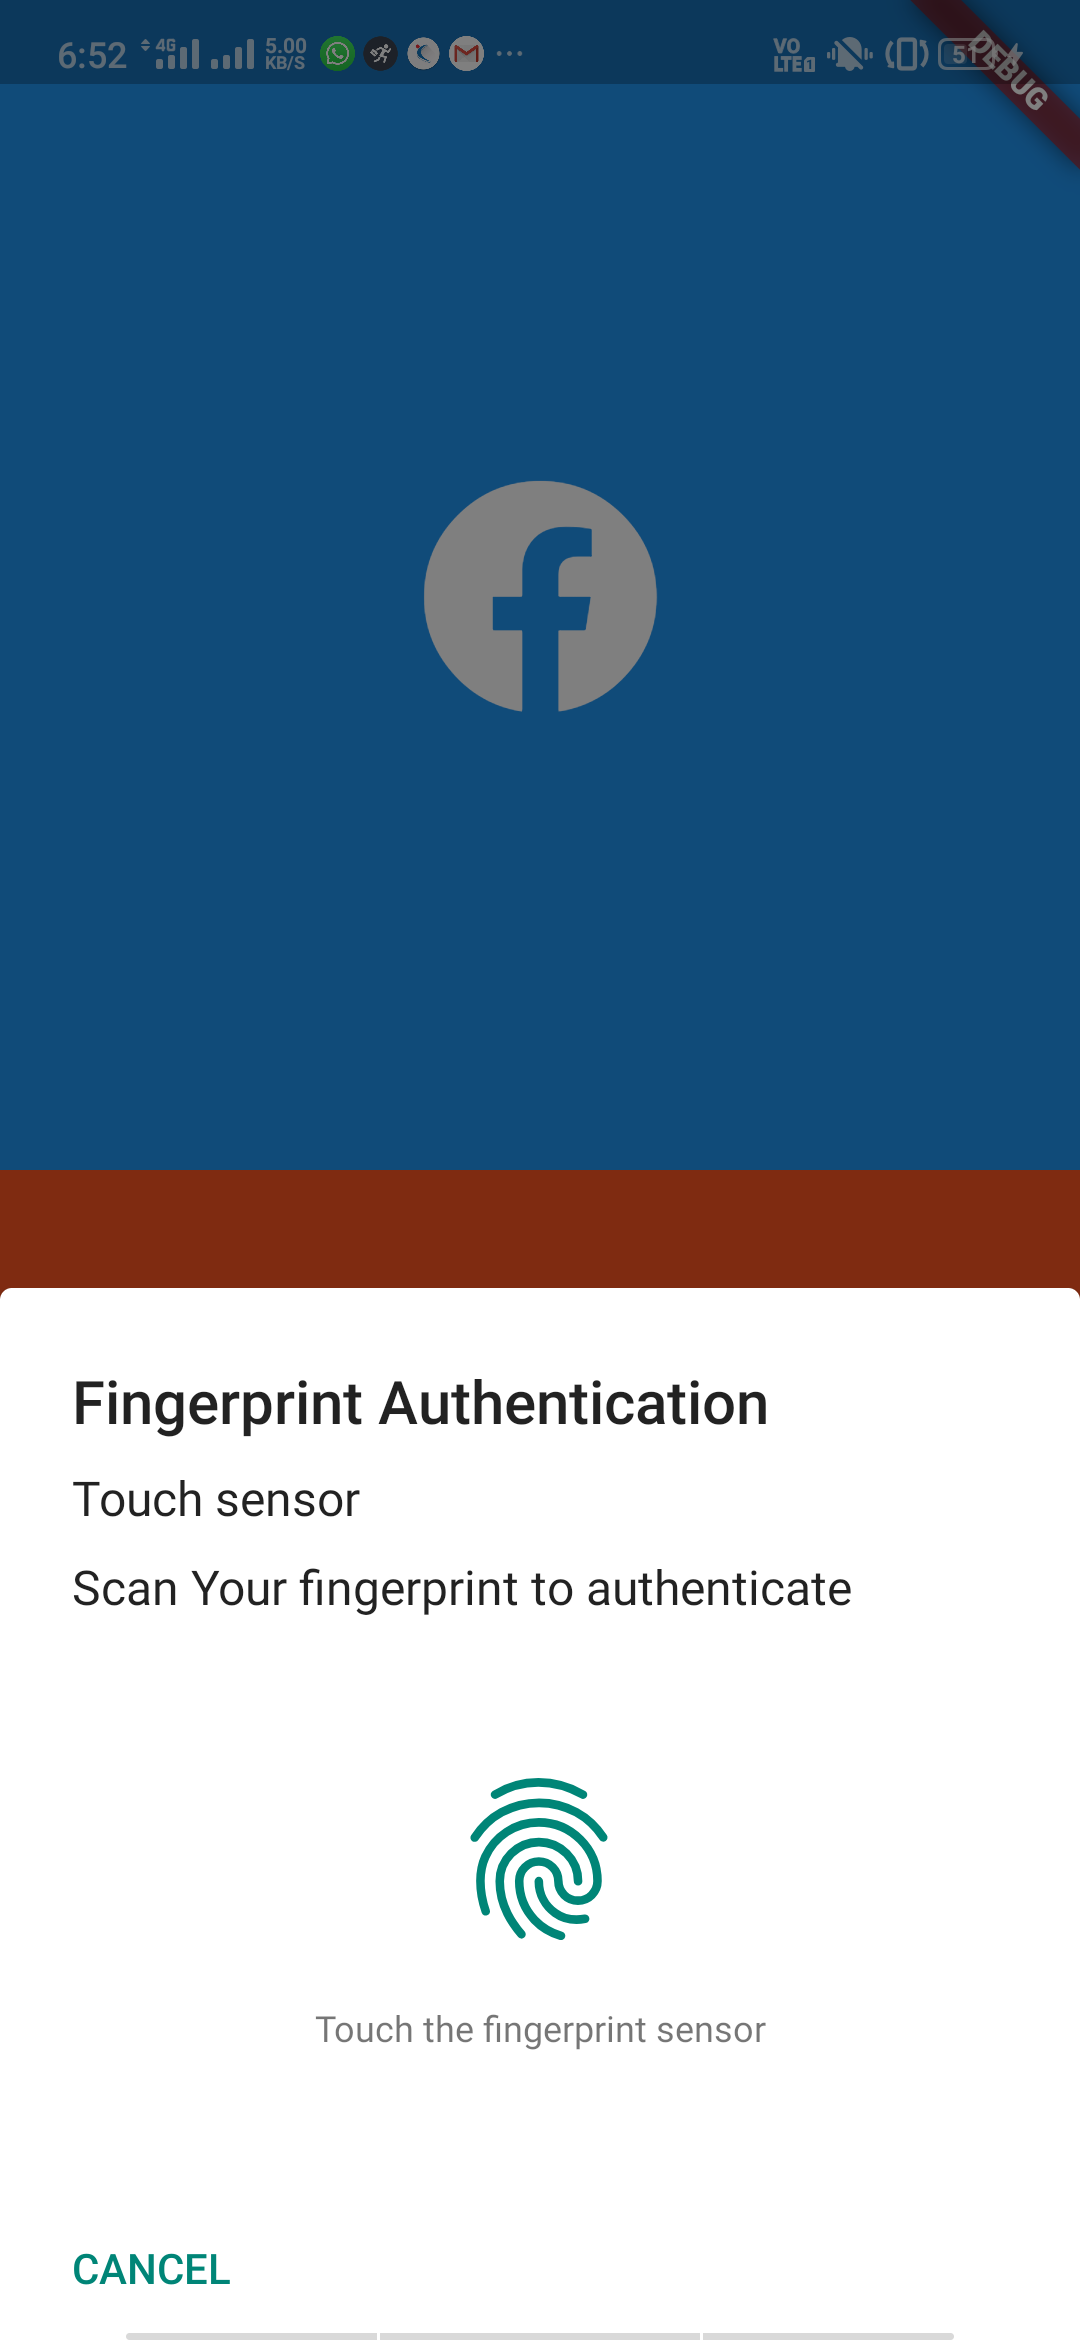 6:52 4G 5.00 KB/S VO LTE 1 51
DEBUG
Fingerprint Authentication
Touch sensor
Scan Your fingerprint to authenticate
Touch the fingerprint sensor
CANCEL